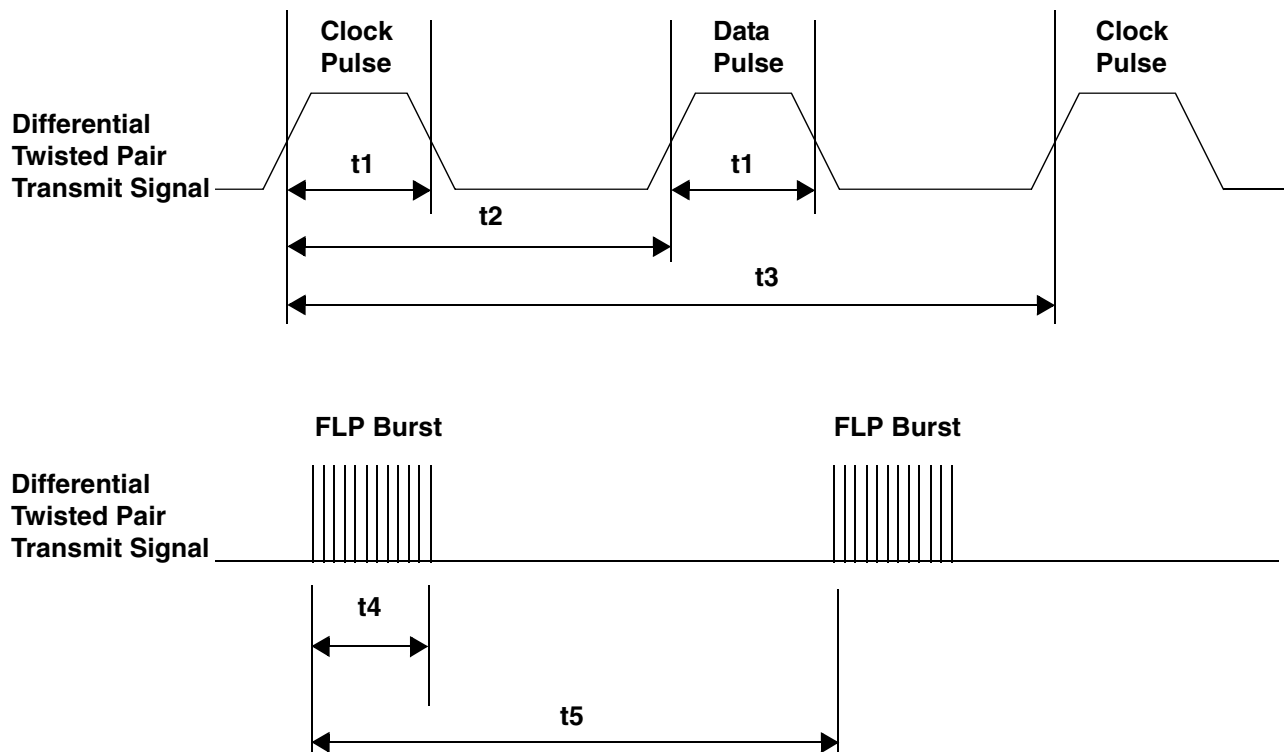 Clock
Pulse
Data
Pulse
Clock
Pulse
Differential
Twisted Pair
Transmit Signal
t1
t1
t2
t3
FLP Burst
FLP Burst
Differential
Twisted Pair
Transmit Signal
t4
t5